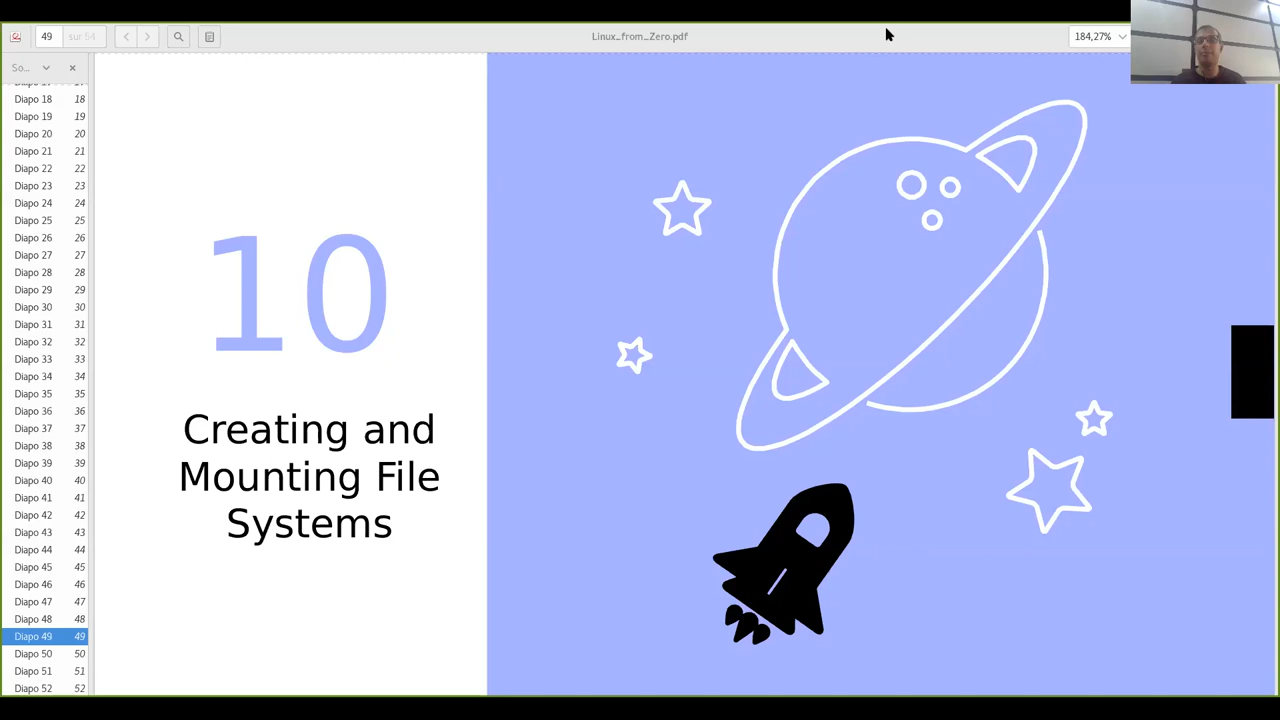 49 sur 54
Linux_from_Zero.pdf
184,27%
So...
Diapo 18 18
Diapo 19 19
Diapo 20 20
Diapo 21 21
Diapo 22 22
Diapo 23 23
Diapo 24 24
Diapo 25 25
Diapo 26 26
Diapo 27 27
Diapo 28 28
Diapo 29 29
Diapo 30 30
Diapo 31 31
Diapo 32 32
Diapo 33 33
Diapo 34 34
Diapo 35 35
Diapo 36 36
Diapo 37 37
Diapo 38 38
Diapo 39 39
Diapo 40 40
Diapo 41 41
Diapo 42 42
Diapo 43 43
Diapo 44 44
Diapo 45 45
Diapo 46 46
Diapo 47 47
Diapo 48 48
Diapo 49 49
Diapo 50 50
Diapo 51 51
Diapo 52 52
10
Creating and
Mounting File
Systems